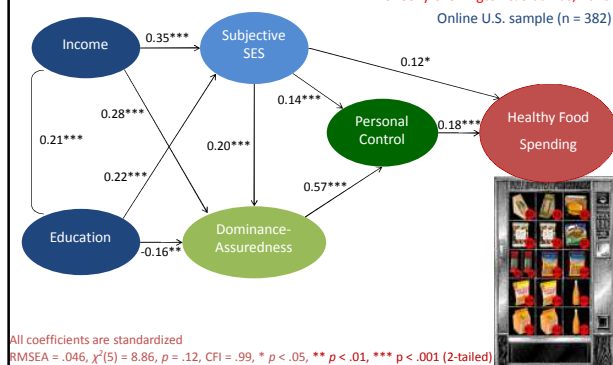 Online U.S. sample (n = 382)
Income
0.35***
Subjective
SES
0.12*
0.14***
0.28***
Personal
Control
0.18***
Healthy Food
Spending
0.21***
0.20***
0.22***
0.57***
Education
-0.16**
Dominance-
Assuredness
All coefficients are standardized
RMSEA = .046, χ²(5) = 8.86, p = .12, CFI = .99, * p < .05, ** p < .01, *** p < .001 (2-tailed)